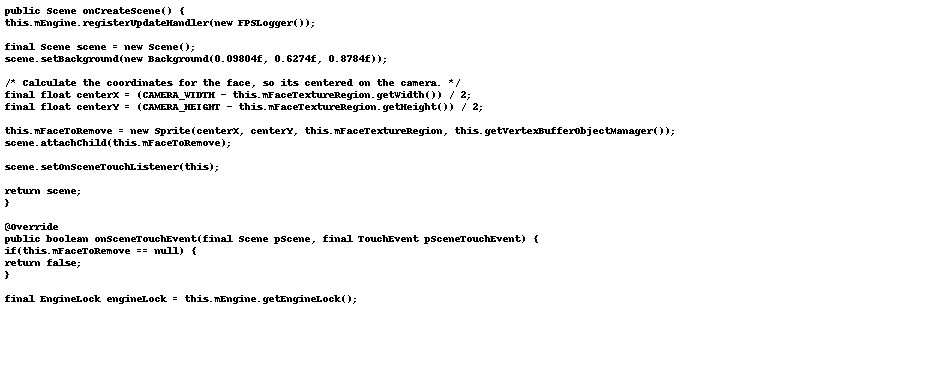 public Scene onCreateScene() {
this.mEngine.registerUpdateHandler(new FPSLogger());
final Scene scene = new Scene();
scene.setBackground(new Background(0.09804f, 0.6274f, 0.8784f));
/* Calculate the coordinates for the face, so its centered on the camera. */
final float centerX = (CAMERA_WIDTH - this.mFaceTextureRegion.getWidth()) / 2;
final float centerY = (CAMERA_HEIGHT - this.mFaceTextureRegion.getHeight()) / 2;
this.mFaceToRemove = new Sprite(centerX, centerY, this.mFaceTextureRegion, this.getVertexBufferObjectManager());
scene.attachChild(this.mFaceToRemove);
scene.setOnSceneTouchListener(this);
return scene;
}
@Override
public boolean onSceneTouchEvent(final Scene pScene, final TouchEvent pSceneTouchEvent) {
if(this.mFaceToRemove == null) {
return false;
}
final EngineLock engineLock = this.mEngine.getEngineLock();